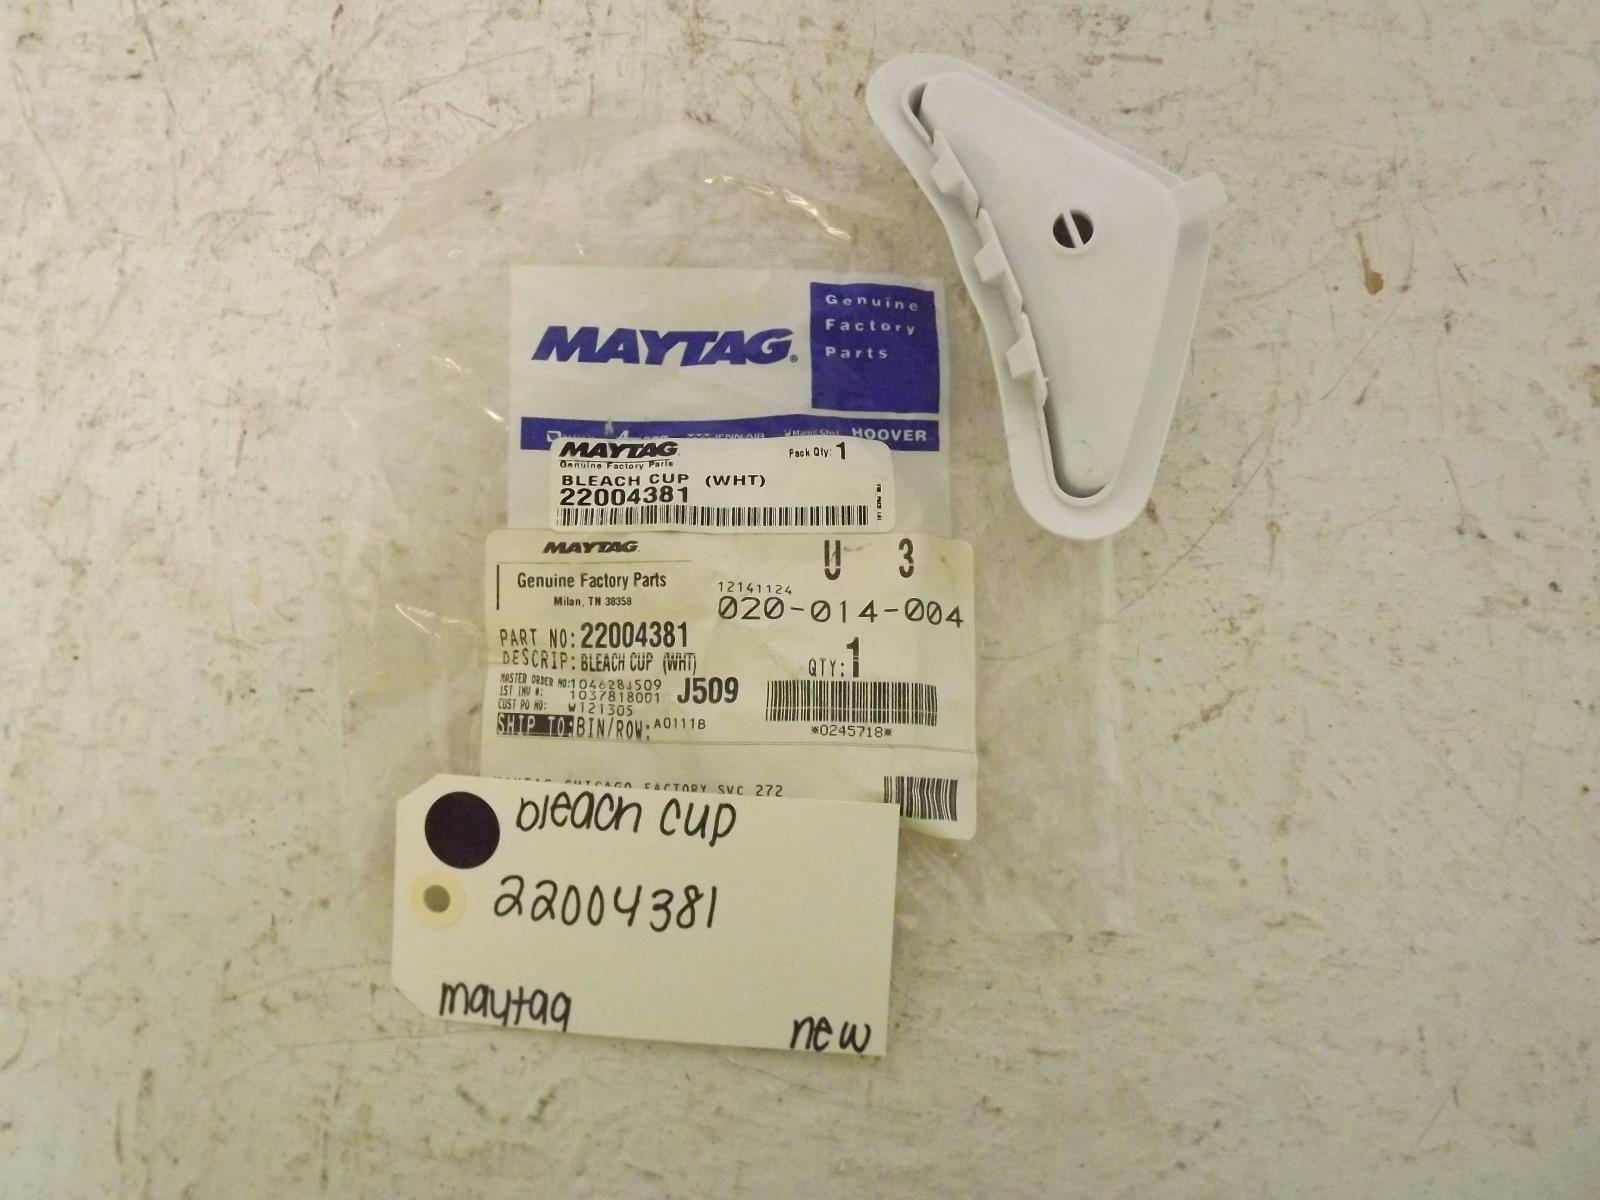 MAYTAG®
Genuine
Factory
Parts
JENN-AIR Magic Chef HOOVER
MAYTAG Pack Qty: 1
Genuine Factory Parts
BLEACH CUP (WHT)
22004381
MAYTAG U 3
Genuine Factory Parts 12141124
Milan, TN 38358 020-014-004
PART NO: 22004381
DESCRIP: BLEACH CUP (WHT) QTY: 1
MASTER ORDER NO: 104628J509 J509
1ST INV #: 1037818001
CUST PO NO: W121305
SHIP TO: BIN/ROW: A0111B *0245718*
MAYTAG CHICAGO FACTORY SVC 272
bleach cup
22004381
maytag
new